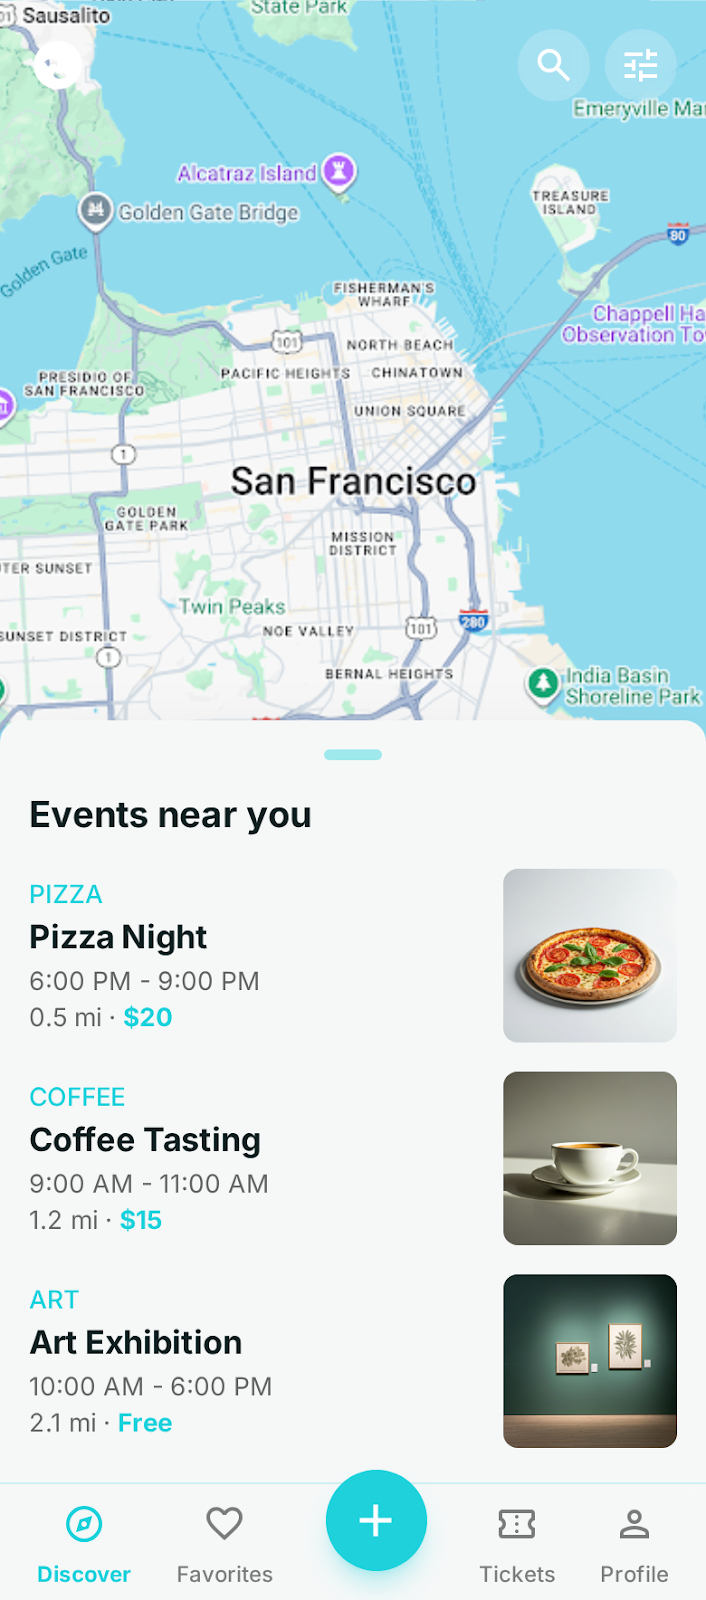 State Park
Sausalito
Emeryville
Alcatraz Island
Golden Gate Bridge
TREASURE
ISLAND
80
Golden Gate
FISHERMAN'S
WHARF
Chappell
Observation
101
NORTH BEACH
PACIFIC HEIGHTS
CHINATOWN
PRESIDIO OF
SAN FRANCISCO
UNION SQUARE
1
San Francisco
GOLDEN
GATE PARK
MISSION
DISTRICT
SUNSET
Twin Peaks
280
SUNSET DISTRICT
NOE VALLEY
101
1
BERNAL HEIGHTS
India Basin
Shoreline Park
Events near you
PIZZA
Pizza Night
6:00 PM - 9:00 PM
0.5 mi · $20
COFFEE
Coffee Tasting
9:00 AM - 11:00 AM
1.2 mi · $15
ART
Art Exhibition
10:00 AM - 6:00 PM
2.1 mi · Free
Discover
Favorites
Tickets
Profile